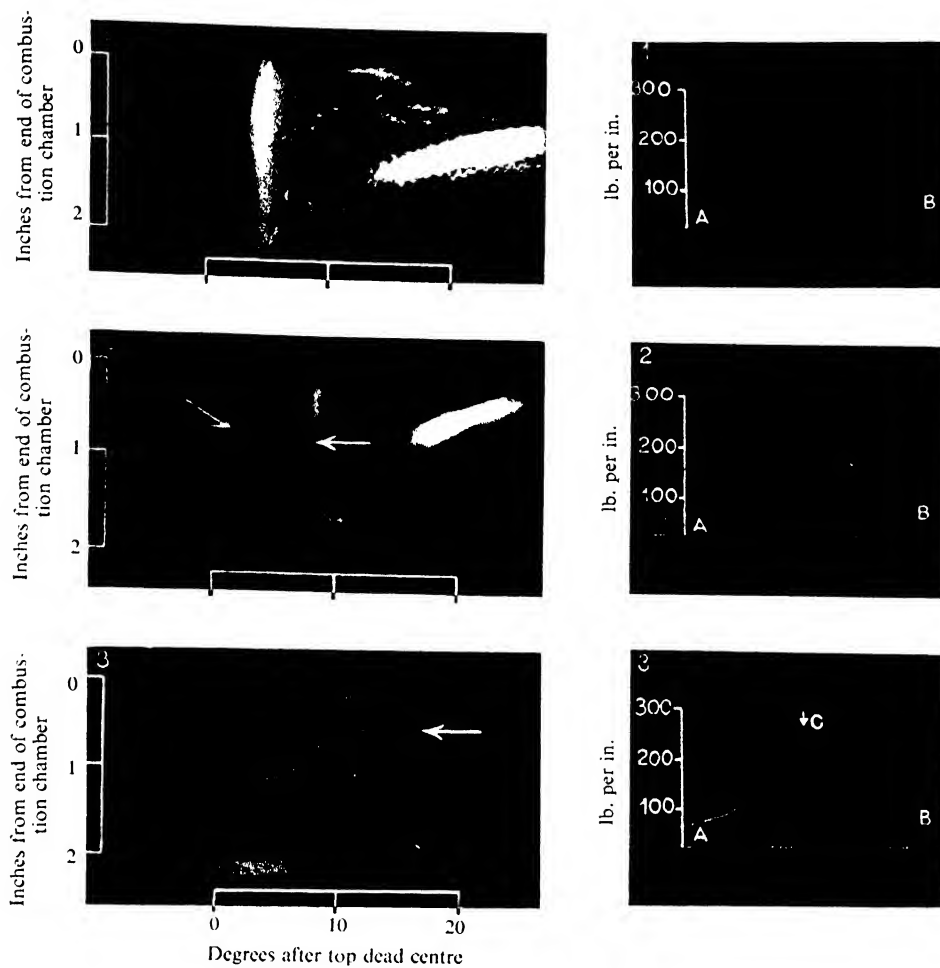 Inches from end of combus-
tion chamber
0
1
2
lb. per in.
300
200
100
A
B
Inches from end of combus-
tion chamber
0
1
2
2
lb. per in.
300
200
100
A
B
3
Inches from end of combus-
tion chamber
0
1
2
0
10
20
Degrees after top dead centre
3
lb. per in.
300
200
100
C
A
B